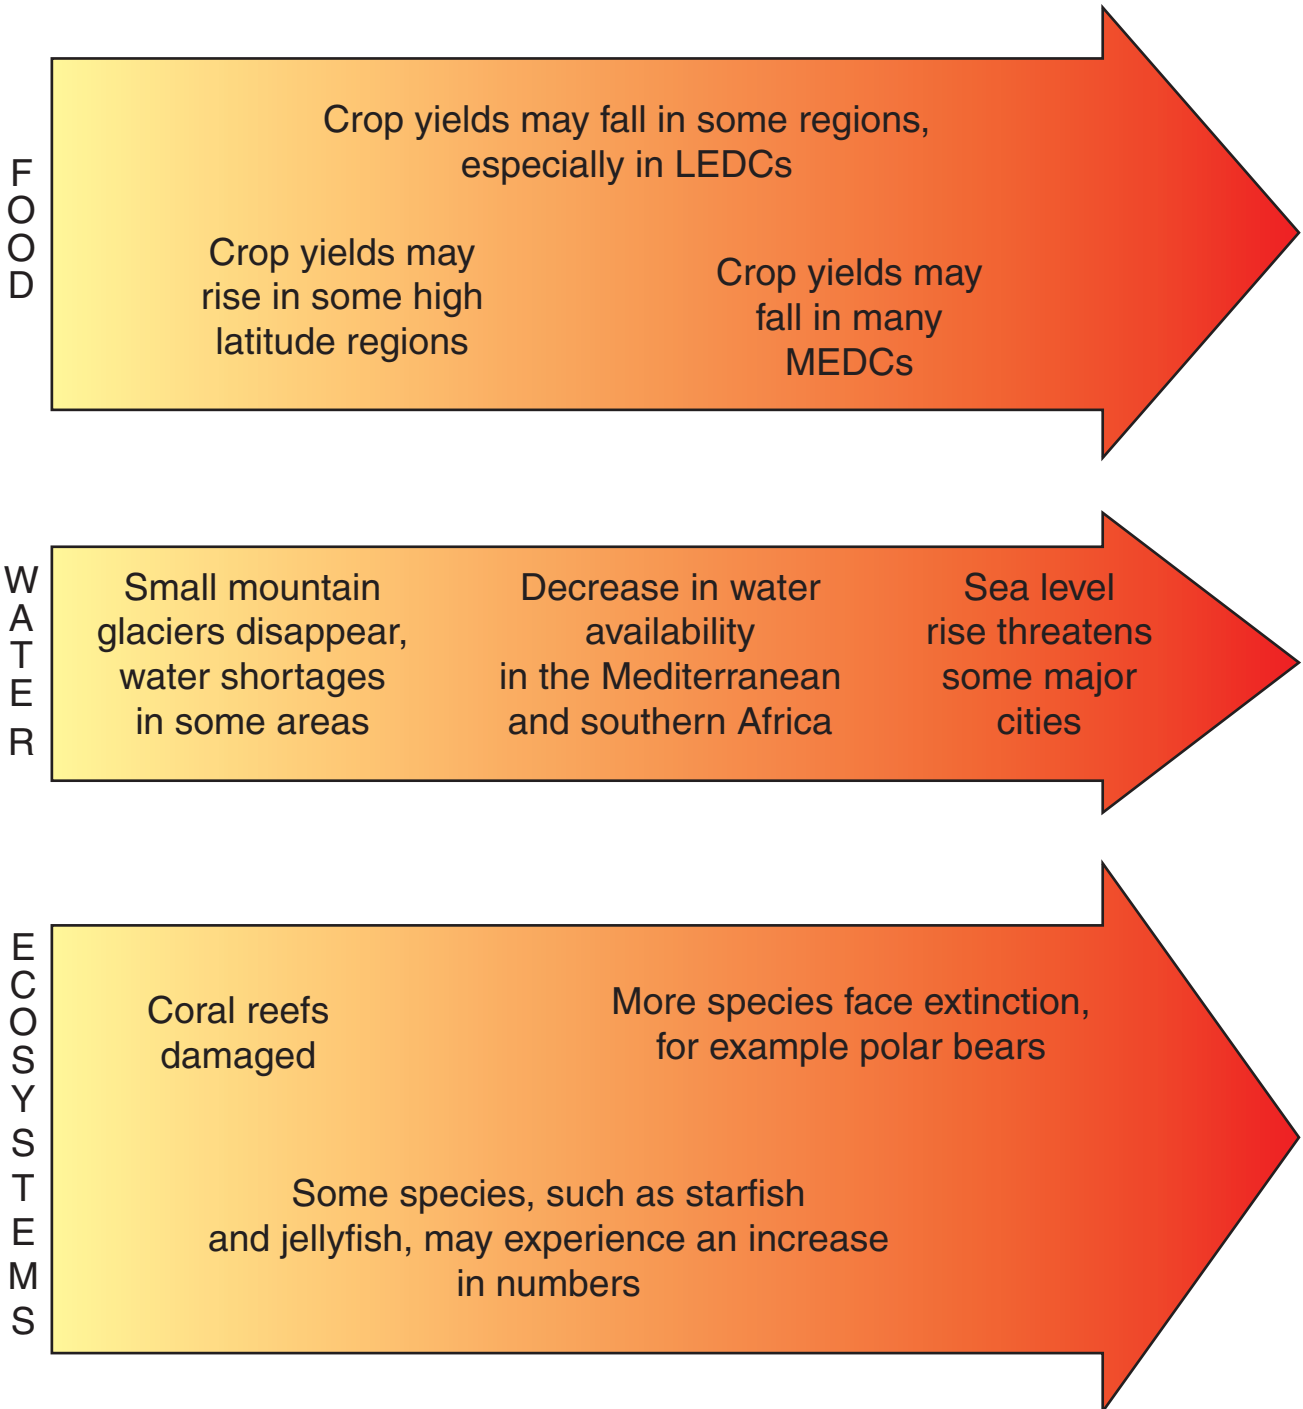 FOOD
Crop yields may fall in some regions,
especially in LEDCs
Crop yields may
rise in some high
latitude regions
Crop yields may
fall in many
MEDCs
WATER
Small mountain
glaciers disappear,
water shortages
in some areas
Decrease in water
availability
in the Mediterranean
and southern Africa
Sea level
rise threatens
some major
cities
ECOSYSTEMS
Coral reefs
damaged
More species face extinction,
for example polar bears
Some species, such as starfish
and jellyfish, may experience an increase
in numbers